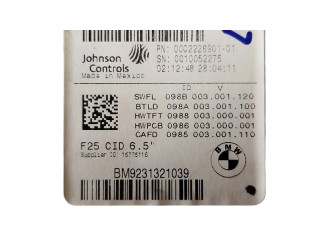 Johnson
Controls
Made in Mexico
PN: 0002226901-01
SN: 0010052275
02:12:48 28:04:11
ID V
SWFL 098B 003.001.120
BTLD 098A 003.001.100
HWTFT 0988 003.000.001
HWPCB 0986 003.000.001
CAFD 0985 003.001.110
F25 CID 6.5'
Supplier ID: 15776116
BMW
BM9231321039